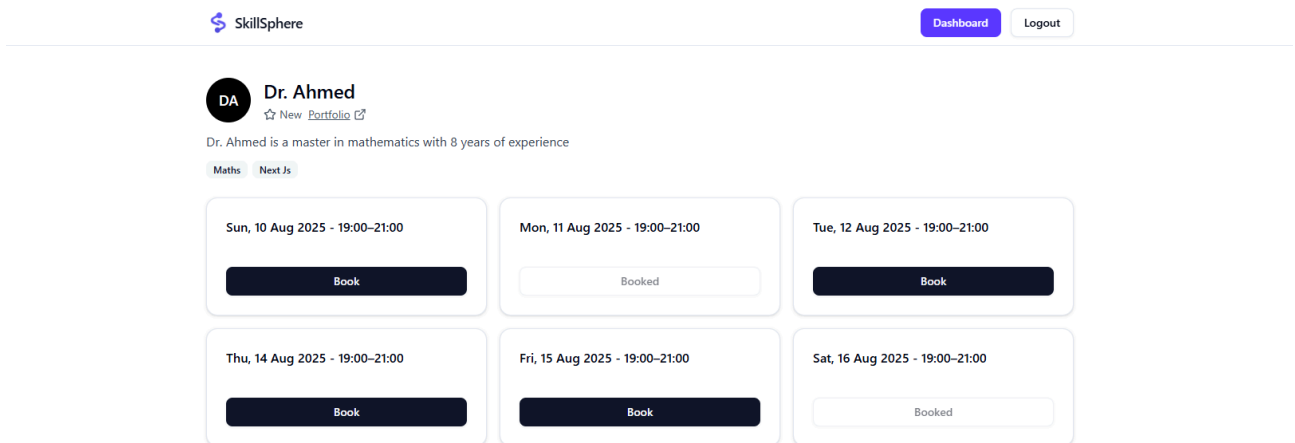 SkillSphere Dashboard Logout
DA
Dr. Ahmed
New Portfolio
Dr. Ahmed is a master in mathematics with 8 years of experience
Maths Next Js
Sun, 10 Aug 2025 - 19:00–21:00
Book
Mon, 11 Aug 2025 - 19:00–21:00
Booked
Tue, 12 Aug 2025 - 19:00–21:00
Book
Thu, 14 Aug 2025 - 19:00–21:00
Book
Fri, 15 Aug 2025 - 19:00–21:00
Book
Sat, 16 Aug 2025 - 19:00–21:00
Booked